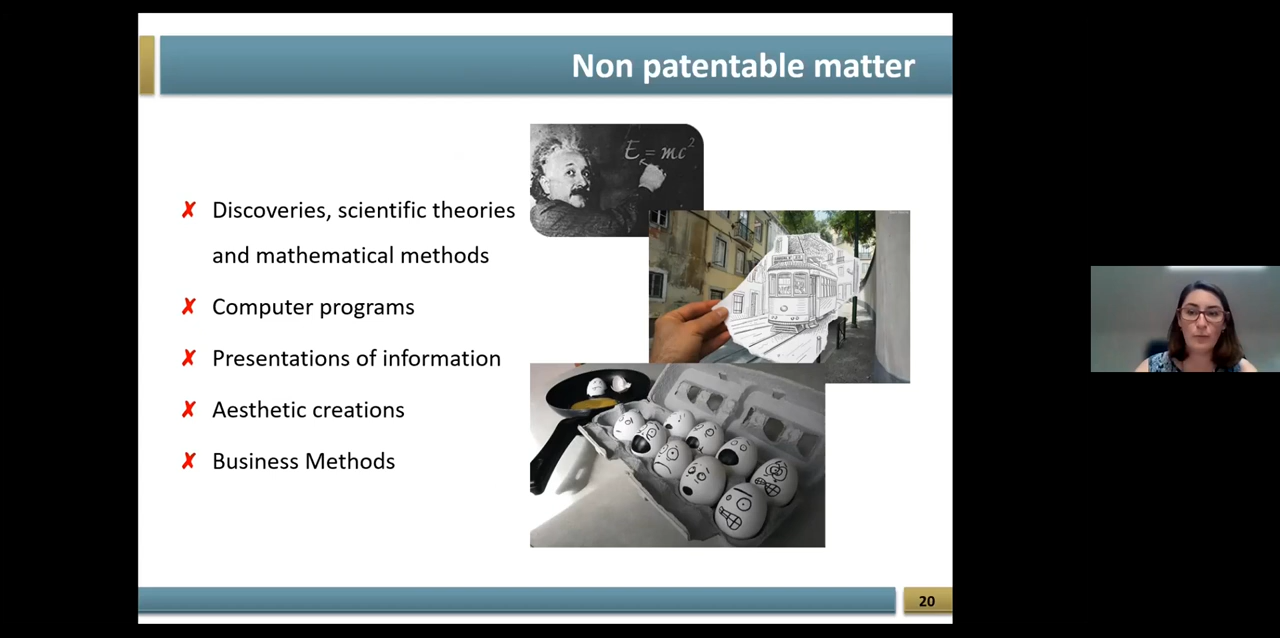 Non patentable matter
E = mc²
✗ Discoveries, scientific theories
and mathematical methods
✗ Computer programs
✗ Presentations of information
✗ Aesthetic creations
✗ Business Methods
20